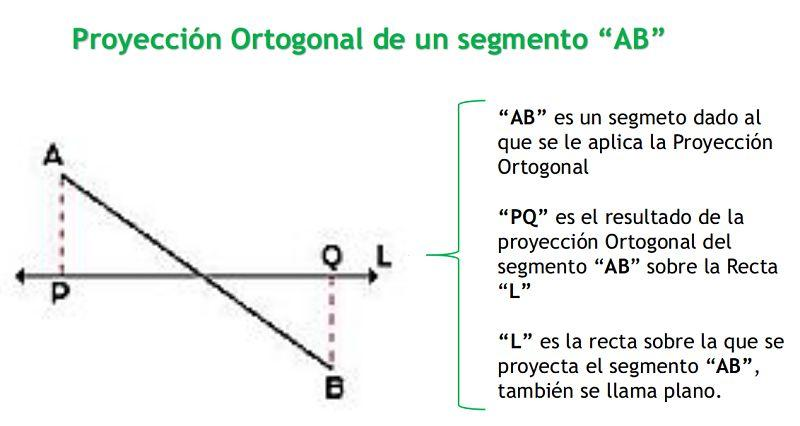 Proyección Ortogonal de un segmento “AB”
A
Q
L
P
B
“AB” es un segmeto dado al
que se le aplica la Proyección
Ortogonal
“PQ” es el resultado de la
proyección Ortogonal del
segmento “AB” sobre la Recta
“L”
“L” es la recta sobre la que se
proyecta el segmento “AB”,
también se llama plano.